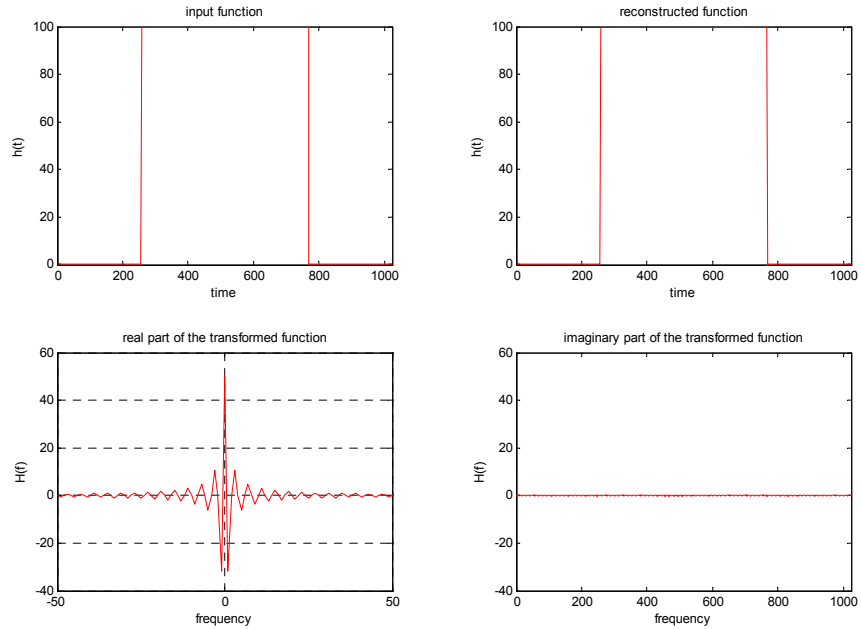 input function
100
80
60
40
20
0
h(t)
0 200 400 600 800 1000
time
reconstructed function
100
80
60
40
20
0
h(t)
0 200 400 600 800 1000
time
real part of the transformed function
60
40
20
0
-20
-40
H(f)
-50 0 50
frequency
imaginary part of the transformed function
60
40
20
0
-20
-40
H(f)
0 200 400 600 800 1000
frequency